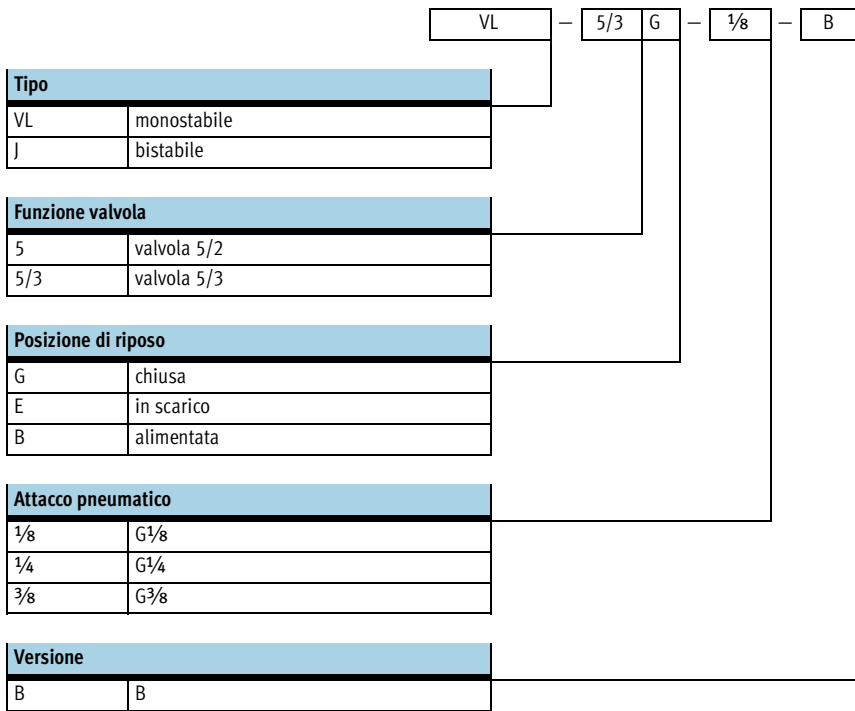 VL – 5/3 G – ⅛ – B
Tipo
VL monostabile
J bistabile
Funzione valvola
5 valvola 5/2
5/3 valvola 5/3
Posizione di riposo
G chiusa
E in scarico
B alimentata
Attacco pneumatico
⅛ G⅛
¼ G¼
⅜ G⅜
Versione
B B